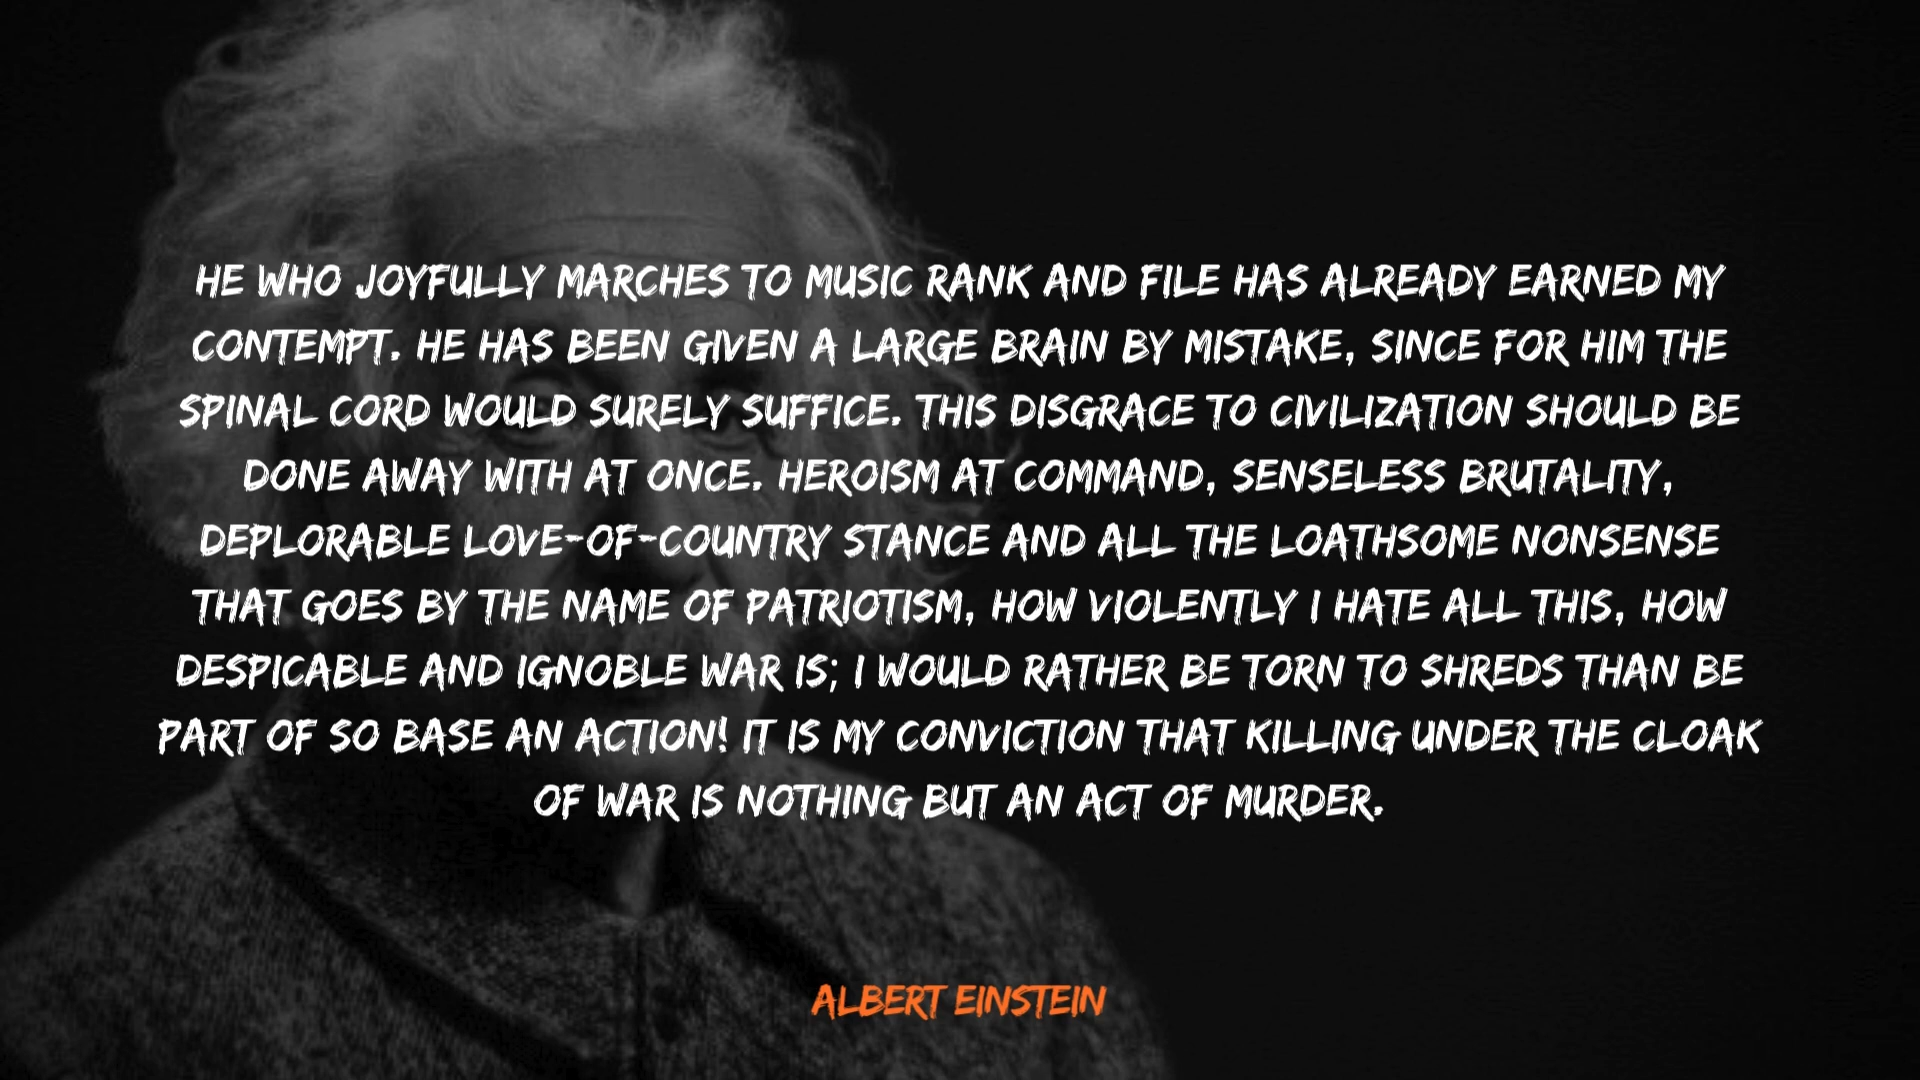 HE WHO JOYFULLY MARCHES TO MUSIC RANK AND FILE HAS ALREADY EARNED MY
CONTEMPT. HE HAS BEEN GIVEN A LARGE BRAIN BY MISTAKE, SINCE FOR HIM THE
SPINAL CORD WOULD SURELY SUFFICE. THIS DISGRACE TO CIVILIZATION SHOULD BE
DONE AWAY WITH AT ONCE. HEROISM AT COMMAND, SENSELESS BRUTALITY,
DEPLORABLE LOVE-OF-COUNTRY STANCE AND ALL THE LOATHSOME NONSENSE
THAT GOES BY THE NAME OF PATRIOTISM, HOW VIOLENTLY I HATE ALL THIS, HOW
DESPICABLE AND IGNOBLE WAR IS; I WOULD RATHER BE TORN TO SHREDS THAN BE
PART OF SO BASE AN ACTION! IT IS MY CONVICTION THAT KILLING UNDER THE CLOAK
OF WAR IS NOTHING BUT AN ACT OF MURDER.
ALBERT EINSTEIN